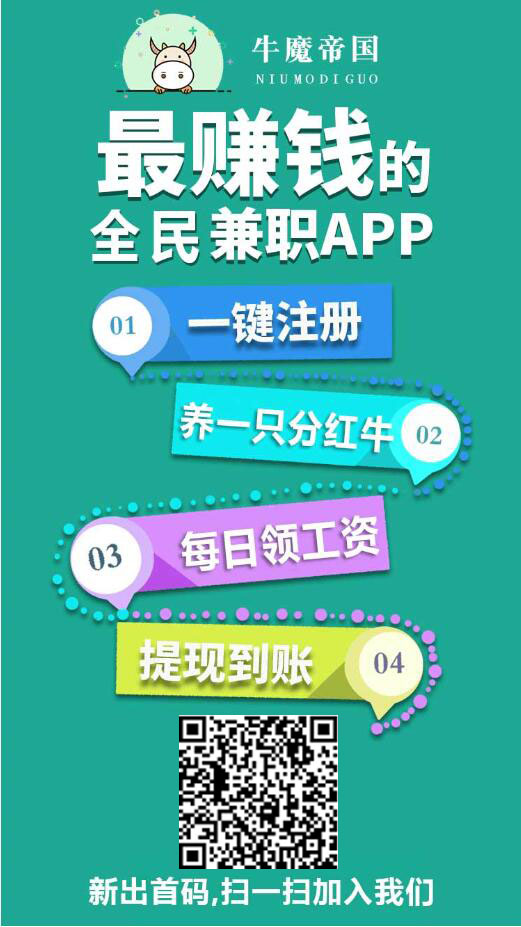 牛魔帝国
NIUMODIGUO
最赚钱的
全民兼职APP
01 一键注册
养一只分红牛 02
03 每日领工资
提现到账 04
新出首码,扫一扫加入我们